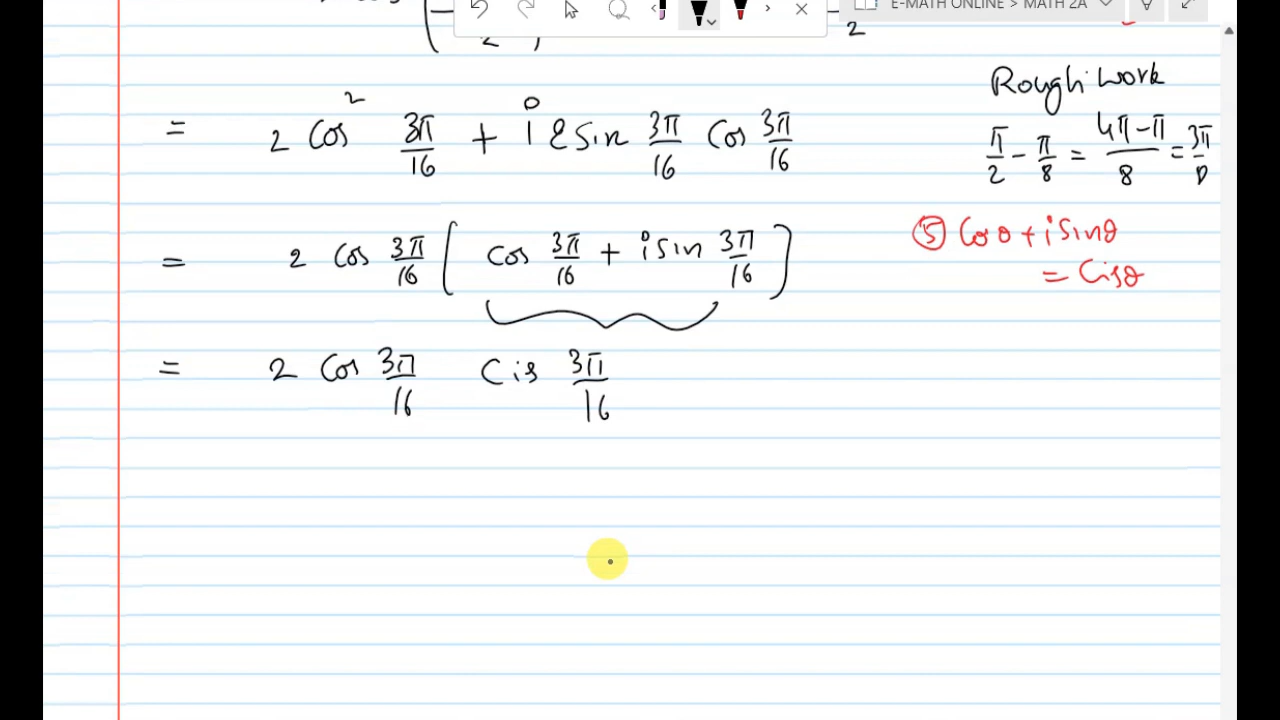 E-MATH ONLINE > MATH 2A
2
2
Rough work
= 2 cos² 3π/16 + i 2 sin 3π/16 cos 3π/16
π/2 - π/8 = 4π-π/8 = 3π/8
= 2 cos 3π/16 [ cos 3π/16 + i sin 3π/16 ]
⑤ cos θ + i sin θ
= cis θ
= 2 cos 3π/16 cis 3π/16